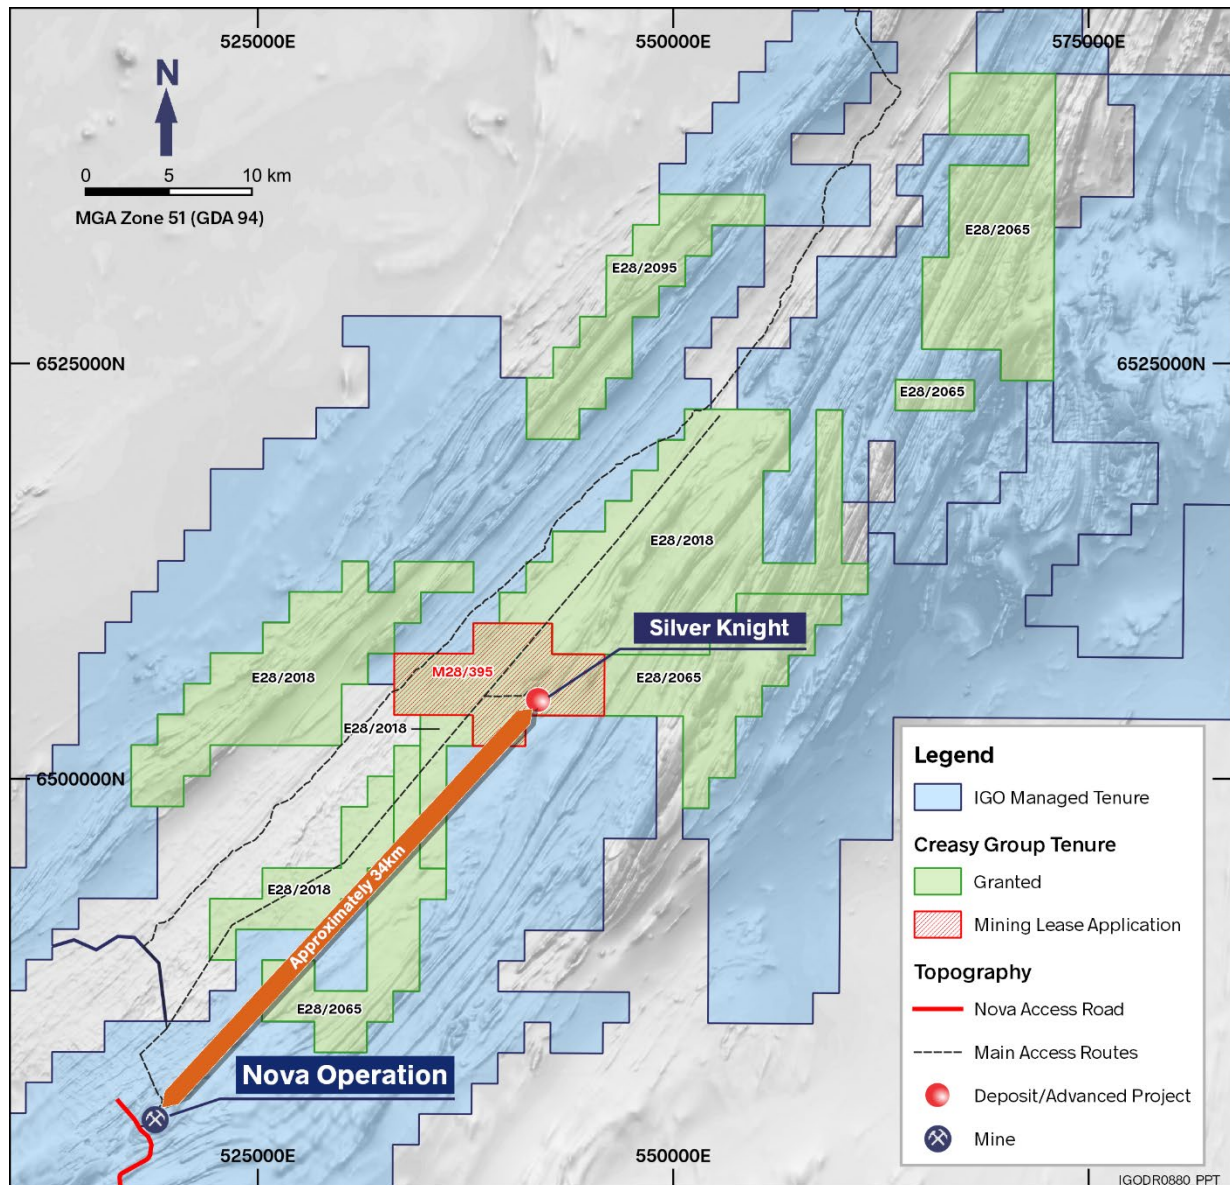 525000E
550000E
575000E
N
0 5 10 km
MGA Zone 51 (GDA 94)
E28/2065
E28/2095
6525000N
6525000N
E28/2065
E28/2018
Silver Knight
M28/395
E28/2018
E28/2065
E28/2018
6500000N
Legend
IGO Managed Tenure
Creasy Group Tenure
Granted
Mining Lease Application
Topography
Nova Access Road
Main Access Routes
Deposit/Advanced Project
Mine
E28/2018
Approximately 34km
E28/2065
Nova Operation
525000E
550000E
IGODR0880_PPT